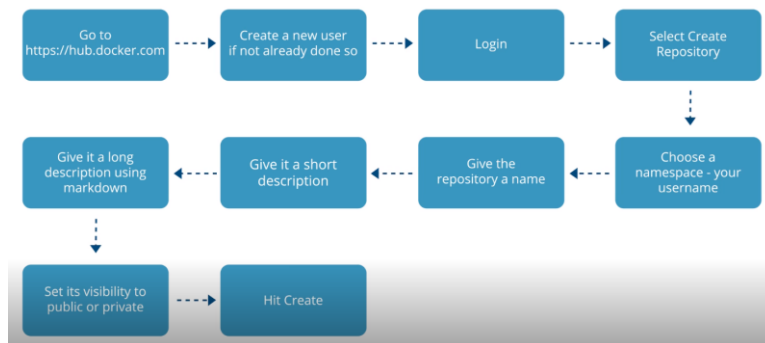 Go to
https://hub.docker.com
Create a new user
if not already done so
Login
Select Create
Repository
Choose a
namespace - your
username
Give the
repository a name
Give it a short
description
Give it a long
description using
markdown
Set its visibility to
public or private
Hit Create